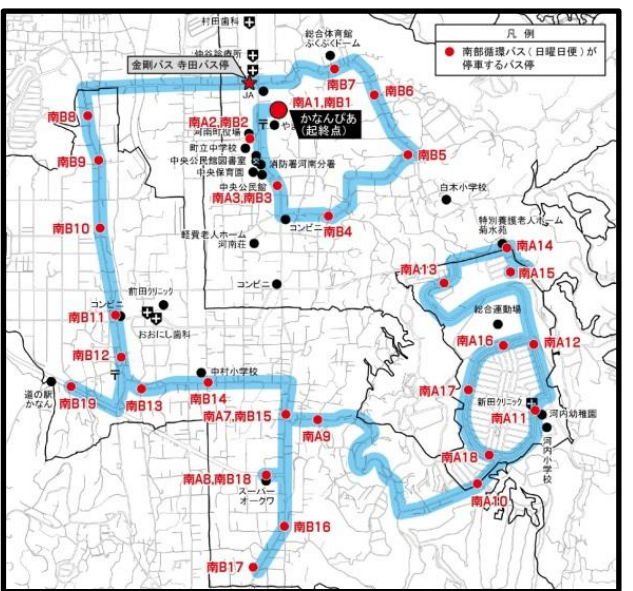 村田歯科
仲谷診療所
金剛バス 寺田バス停
JA
総合体育館
ぷくぷくドーム
凡 例
南部循環バス(日曜日便)が
停車するバス停
南B7
南B6
南B8
南A1,南B1
かなんぴあ
(起終点)
南A2,南B2
河南町役場
町立中学校
中央公民館図書室
消防署河南分署
中央保育園
中央公民館
南A3,南B3
南B5
南B9
コンビニ
南B4
白木小学校
南B10
軽費老人ホーム
河南荘
特別養護老人ホーム
菊水苑
南A14
南A13
南A15
コンビニ
前田クリニック
コンビニ
南B11
おおにし歯科
総合運動場
南A16
南A12
南B12
中村小学校
道の駅
かなん
南B19
南B13
南B14
南A17
新田クリニック
南A11
河内幼稚園
河内小学校
南A7,南B15
南A9
南A18
南A8,南B18
スーパー
オークワ
南A10
南B16
南B17